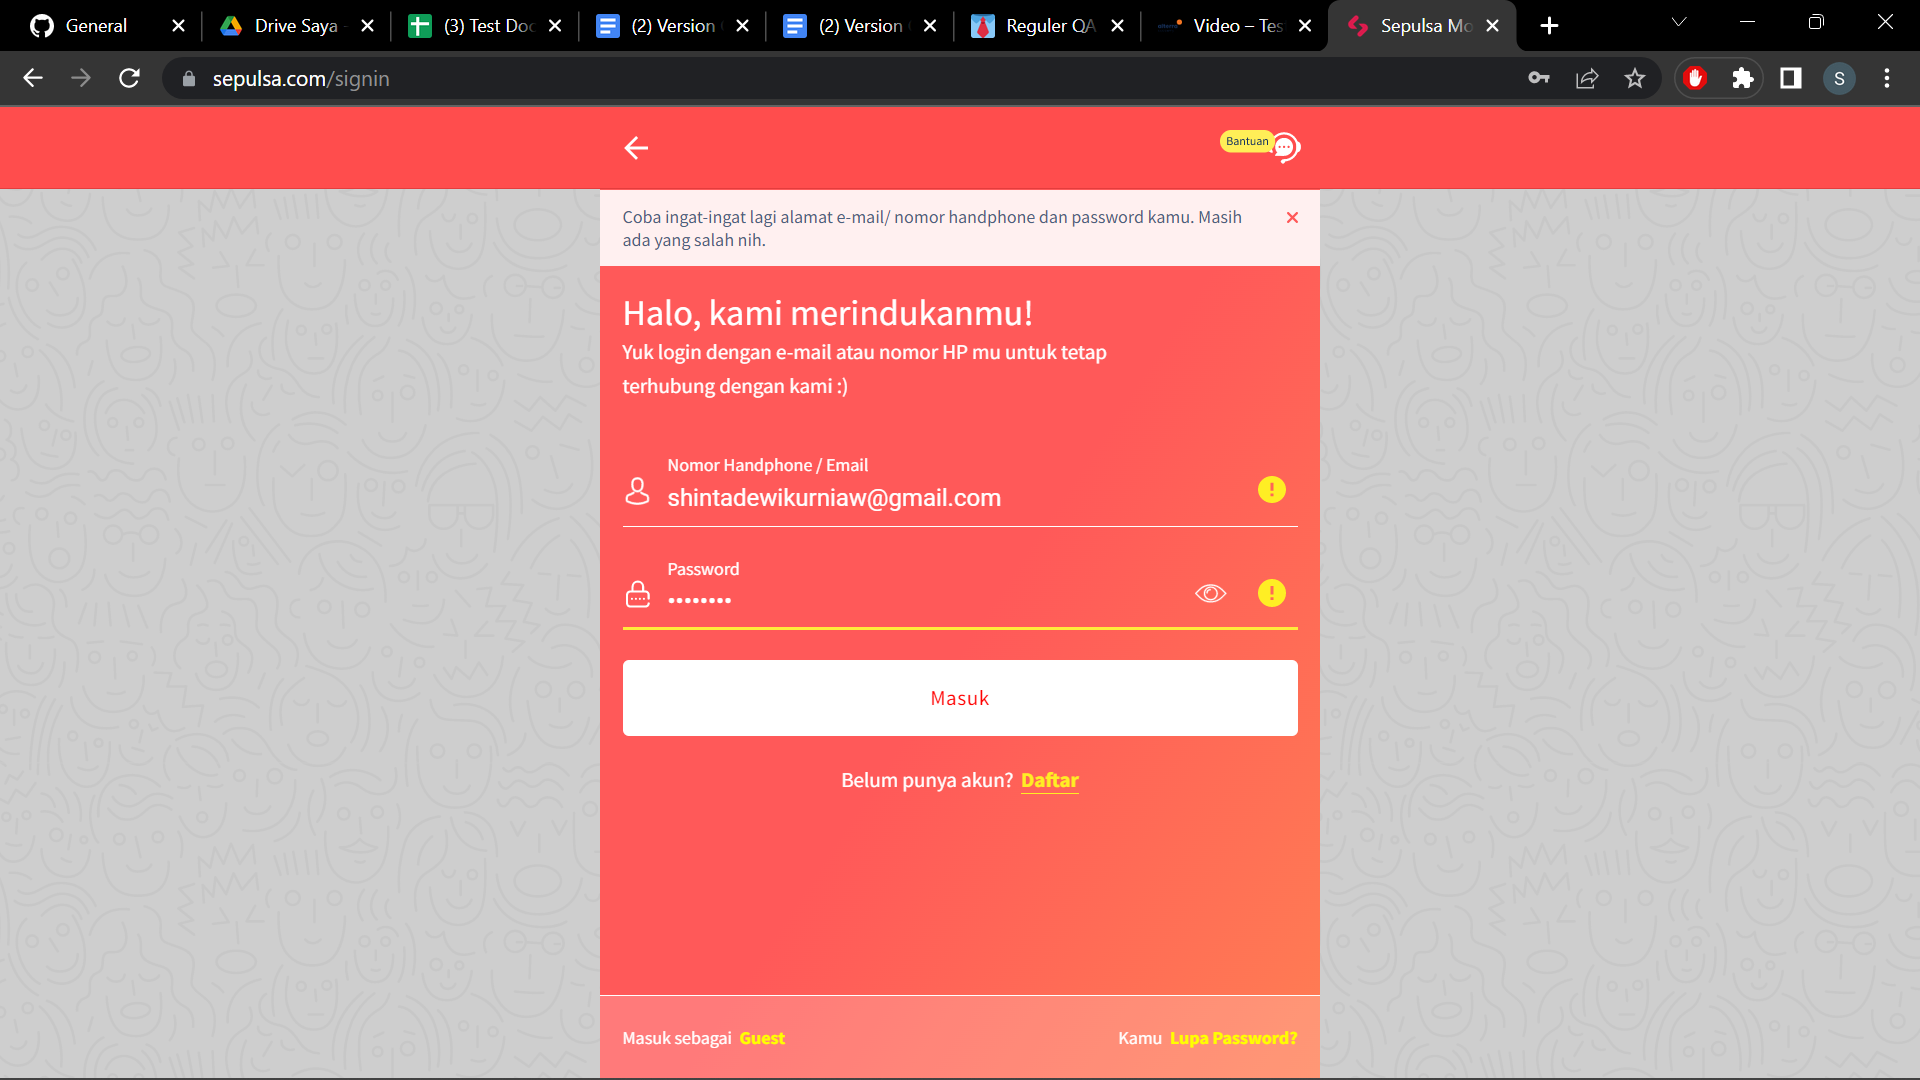 General
Drive Saya
(3) Test Doc
(2) Version
(2) Version
Reguler QA
Video – Tes
Sepulsa Mo
sepulsa.com/signin
S
Bantuan
Coba ingat-ingat lagi alamat e-mail/ nomor handphone dan password kamu. Masih
ada yang salah nih.
Halo, kami merindukanmu!
Yuk login dengan e-mail atau nomor HP mu untuk tetap
terhubung dengan kami :)
Nomor Handphone / Email
shintadewikurniaw@gmail.com
Password
••••••••
Masuk
Belum punya akun? Daftar
Masuk sebagai Guest
Kamu Lupa Password?